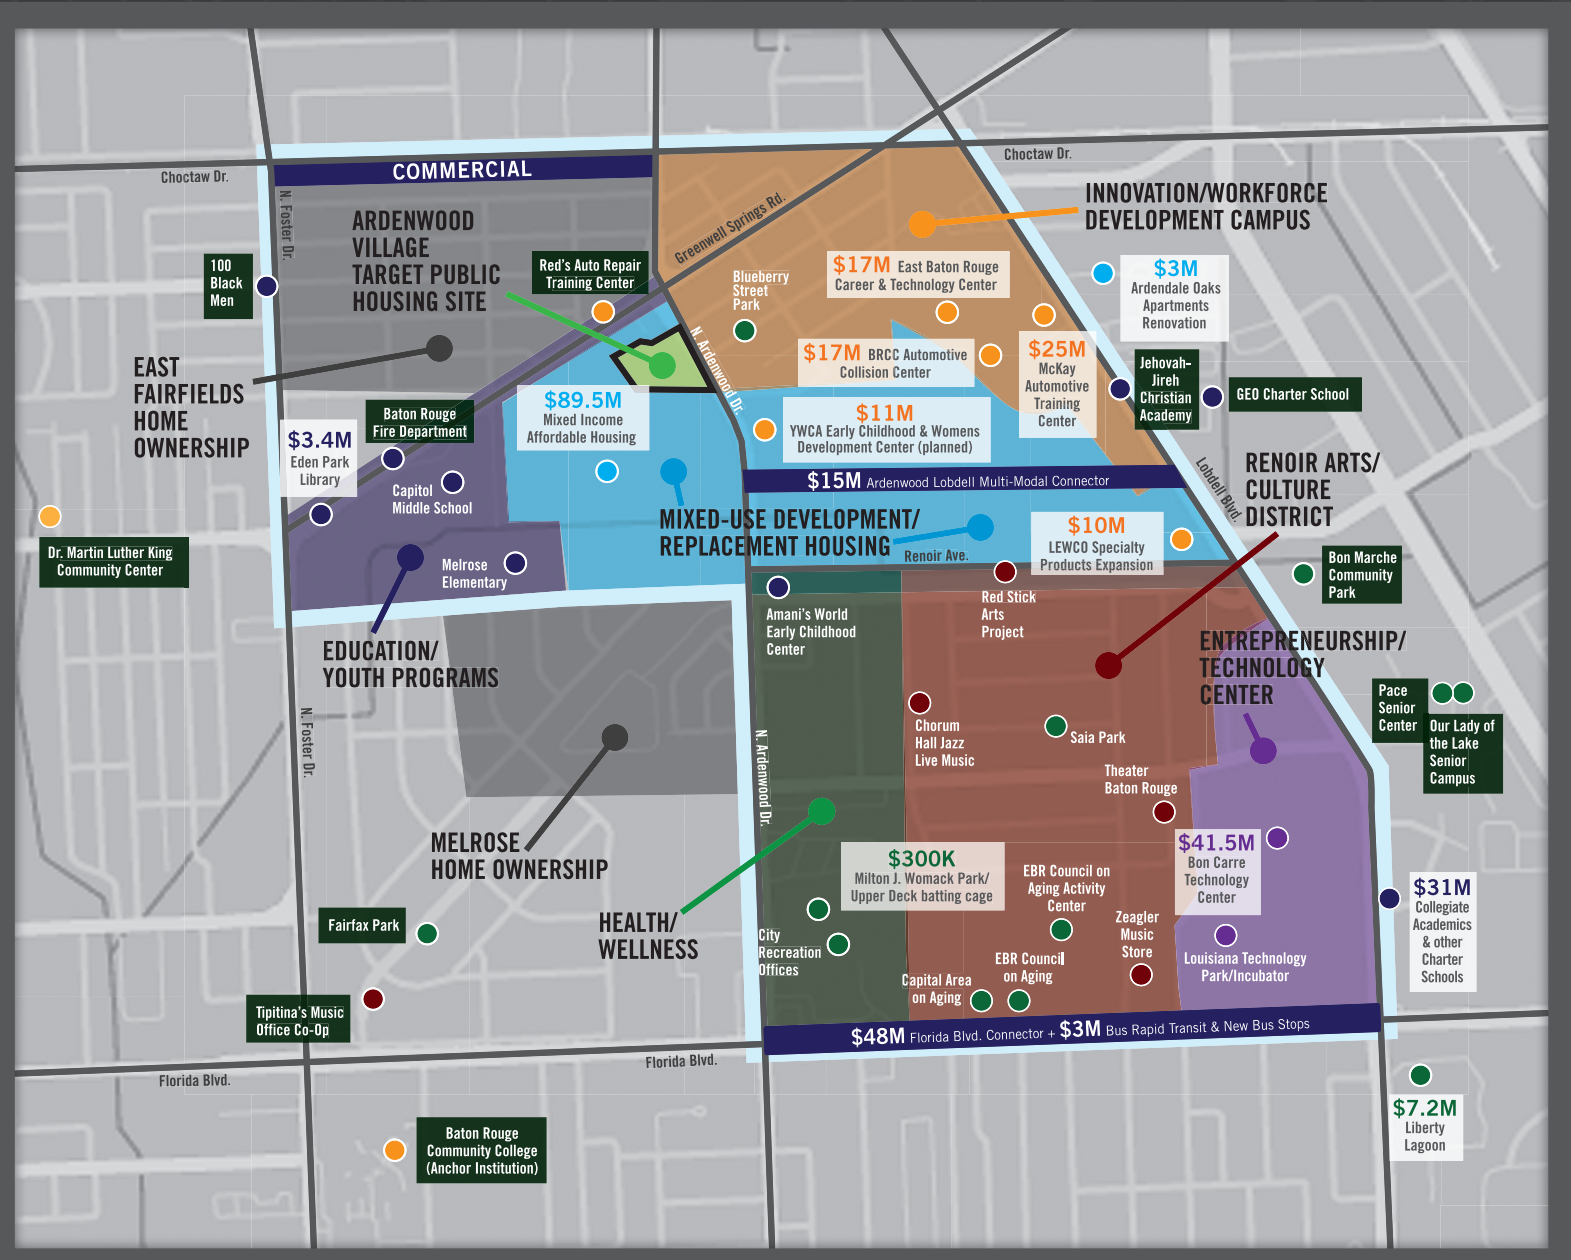 COMMERCIAL
Choctaw Dr.
Choctaw Dr.
N. Foster Dr.
ARDENWOOD
VILLAGE
TARGET PUBLIC
HOUSING SITE
Greenwell Springs Rd.
INNOVATION/WORKFORCE
DEVELOPMENT CAMPUS
100
Black
Men
Red's Auto Repair
Training Center
Blueberry
Street
Park
$17M East Baton Rouge
Career & Technology Center
$3M
Ardendale Oaks
Apartments
Renovation
EAST
FAIRFIELDS
HOME
OWNERSHIP
N. Ardenwood Dr.
$17M BRCC Automotive
Collision Center
$25M
McKay
Automotive
Training
Center
Jehovah-
Jireh
Christian
Academy
GEO Charter School
$89.5M
Mixed Income
Affordable Housing
Baton Rouge
Fire Department
$3.4M
Eden Park
Library
$11M
YWCA Early Childhood & Womens
Development Center (planned)
Capitol
Middle School
$15M Ardenwood Lobdell Multi-Modal Connector
Lobdell Blvd.
RENOIR ARTS/
CULTURE
DISTRICT
MIXED-USE DEVELOPMENT/
REPLACEMENT HOUSING
Renoir Ave.
$10M
LEWCO Specialty
Products Expansion
Dr. Martin Luther King
Community Center
Melrose
Elementary
Bon Marche
Community
Park
Amani's World
Early Childhood
Center
Red Stick
Arts
Project
EDUCATION/
YOUTH PROGRAMS
ENTREPRENEURSHIP/
TECHNOLOGY
CENTER
Pace
Senior
Center
Our Lady of
the Lake
Senior
Campus
N. Foster Dr.
N. Ardenwood Dr.
Chorum
Hall Jazz
Live Music
Saia Park
Theater
Baton Rouge
MELROSE
HOME OWNERSHIP
$300K
Milton J. Womack Park/
Upper Deck batting cage
$41.5M
Bon Carre
Technology
Center
EBR Council on
Aging Activity
Center
$31M
Collegiate
Academics
& other
Charter
Schools
Fairfax Park
HEALTH/
WELLNESS
City
Recreation
Offices
Zeagler
Music
Store
EBR Council
on Aging
Louisiana Technology
Park/Incubator
Capital Area
on Aging
Tipitina's Music
Office Co-Op
$48M Florida Blvd. Connector + $3M Bus Rapid Transit & New Bus Stops
Florida Blvd.
Florida Blvd.
$7.2M
Liberty
Lagoon
Baton Rouge
Community College
(Anchor Institution)